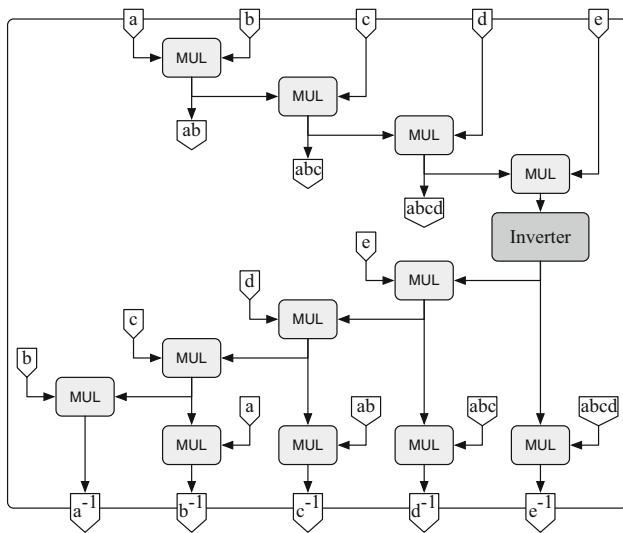 a b c d e
MUL
MUL
ab
MUL
abc
MUL
abcd
Inverter
e
MUL
d
MUL
c
MUL
b
MUL
a
ab
abc
abcd
MUL MUL MUL MUL
a⁻¹ b⁻¹ c⁻¹ d⁻¹ e⁻¹